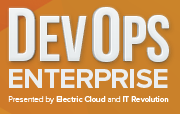 DEVOPS
ENTERPRISE
Presented by Electric Cloud and IT Revolution